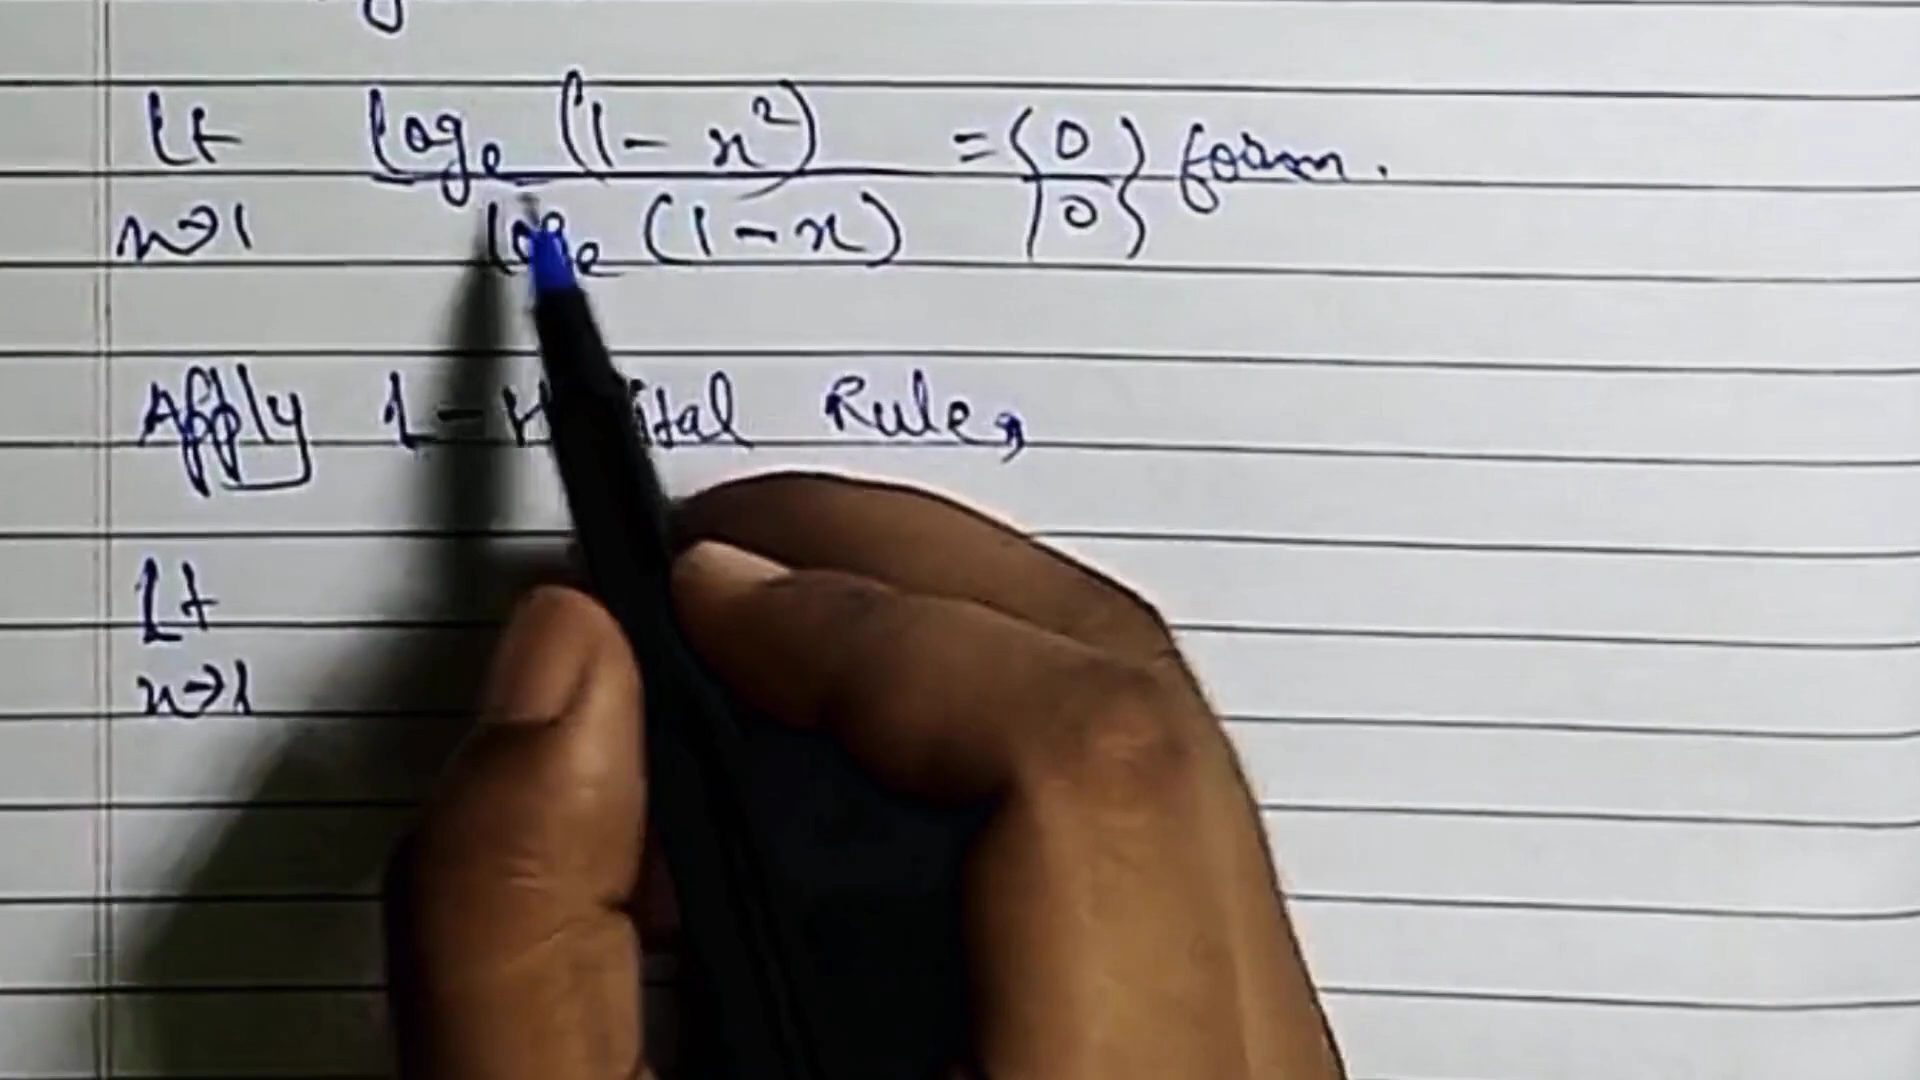 Lt logₑ (1 - x²) = {0} form.
x→1 logₑ (1 - x) {0}
Apply L - Rule,
Lt
x→1